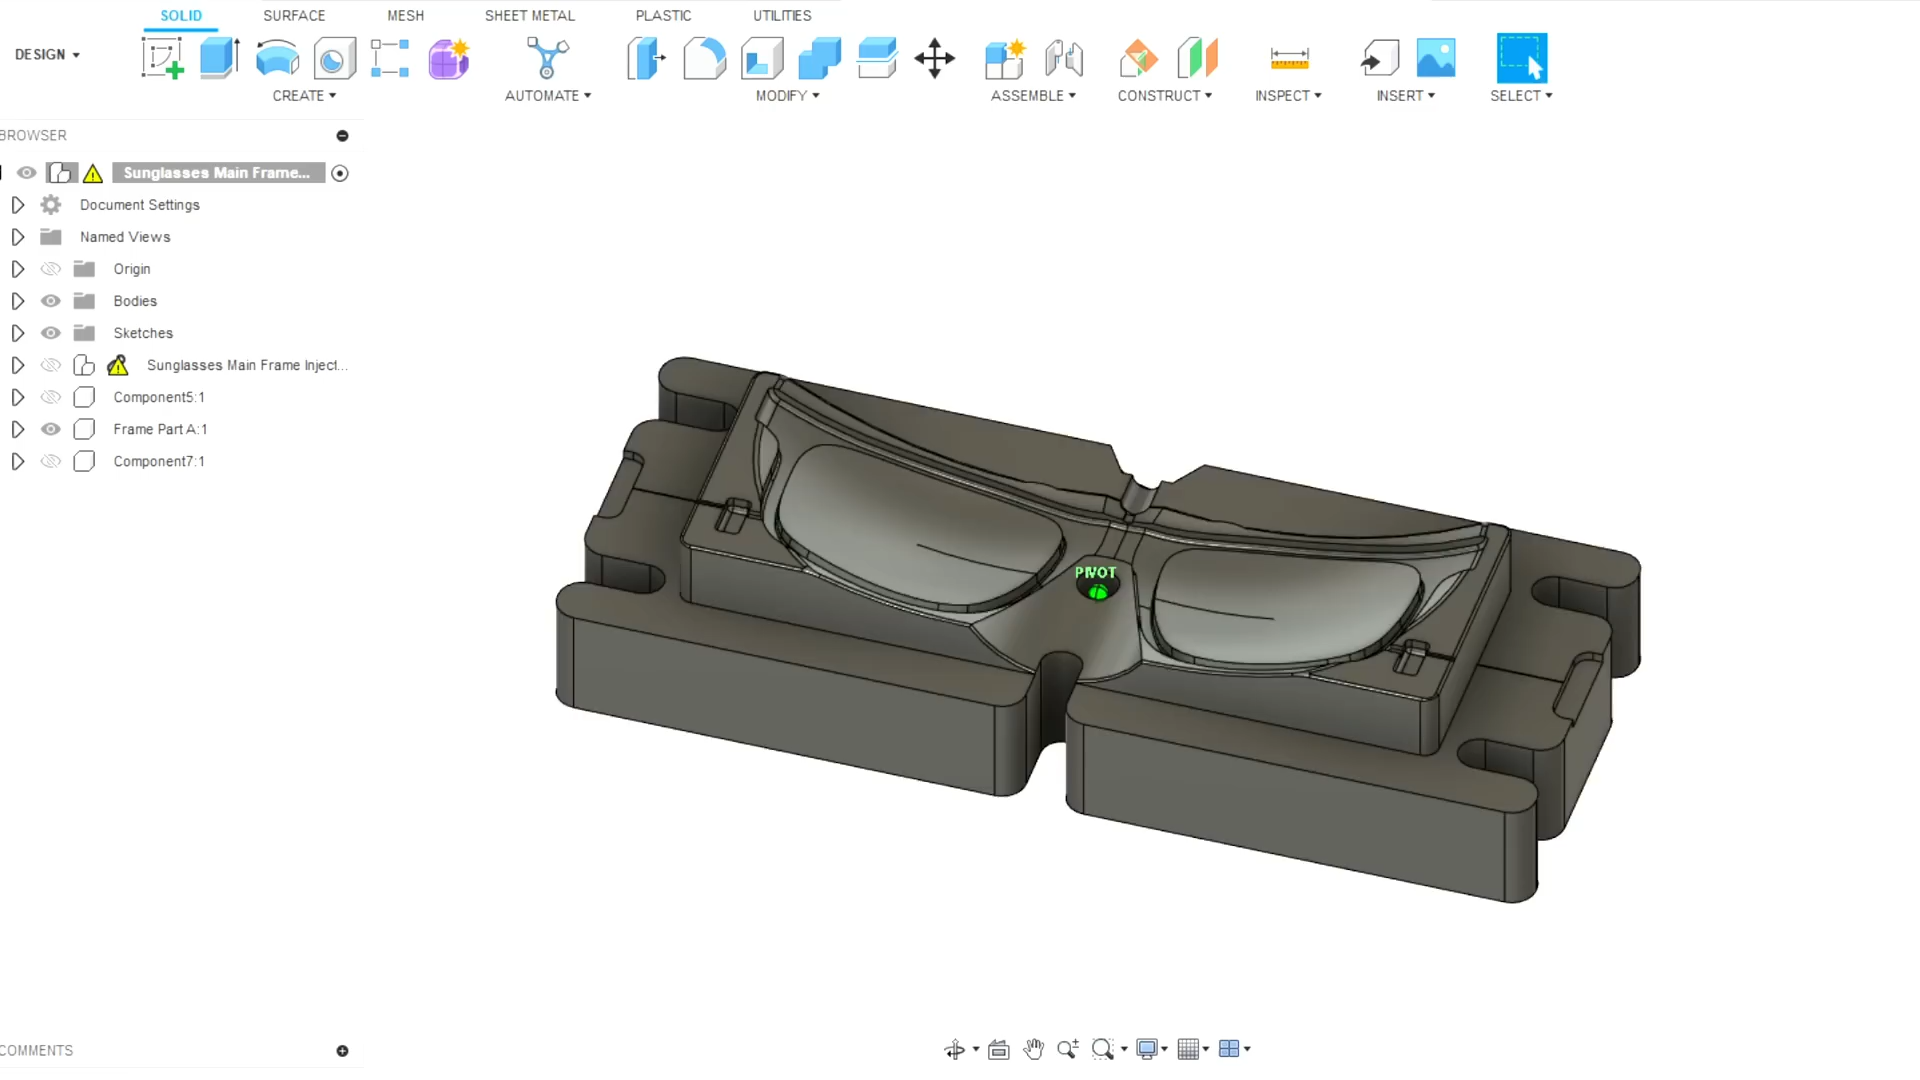 SOLID SURFACE MESH SHEET METAL PLASTIC UTILITIES
DESIGN
CREATE AUTOMATE MODIFY ASSEMBLE CONSTRUCT INSPECT INSERT SELECT
BROWSER
Sunglasses Main Frame...
Document Settings
Named Views
Origin
Bodies
Sketches
Sunglasses Main Frame Inject...
Component5:1
Frame Part A:1
Component7:1
PIVOT
COMMENTS